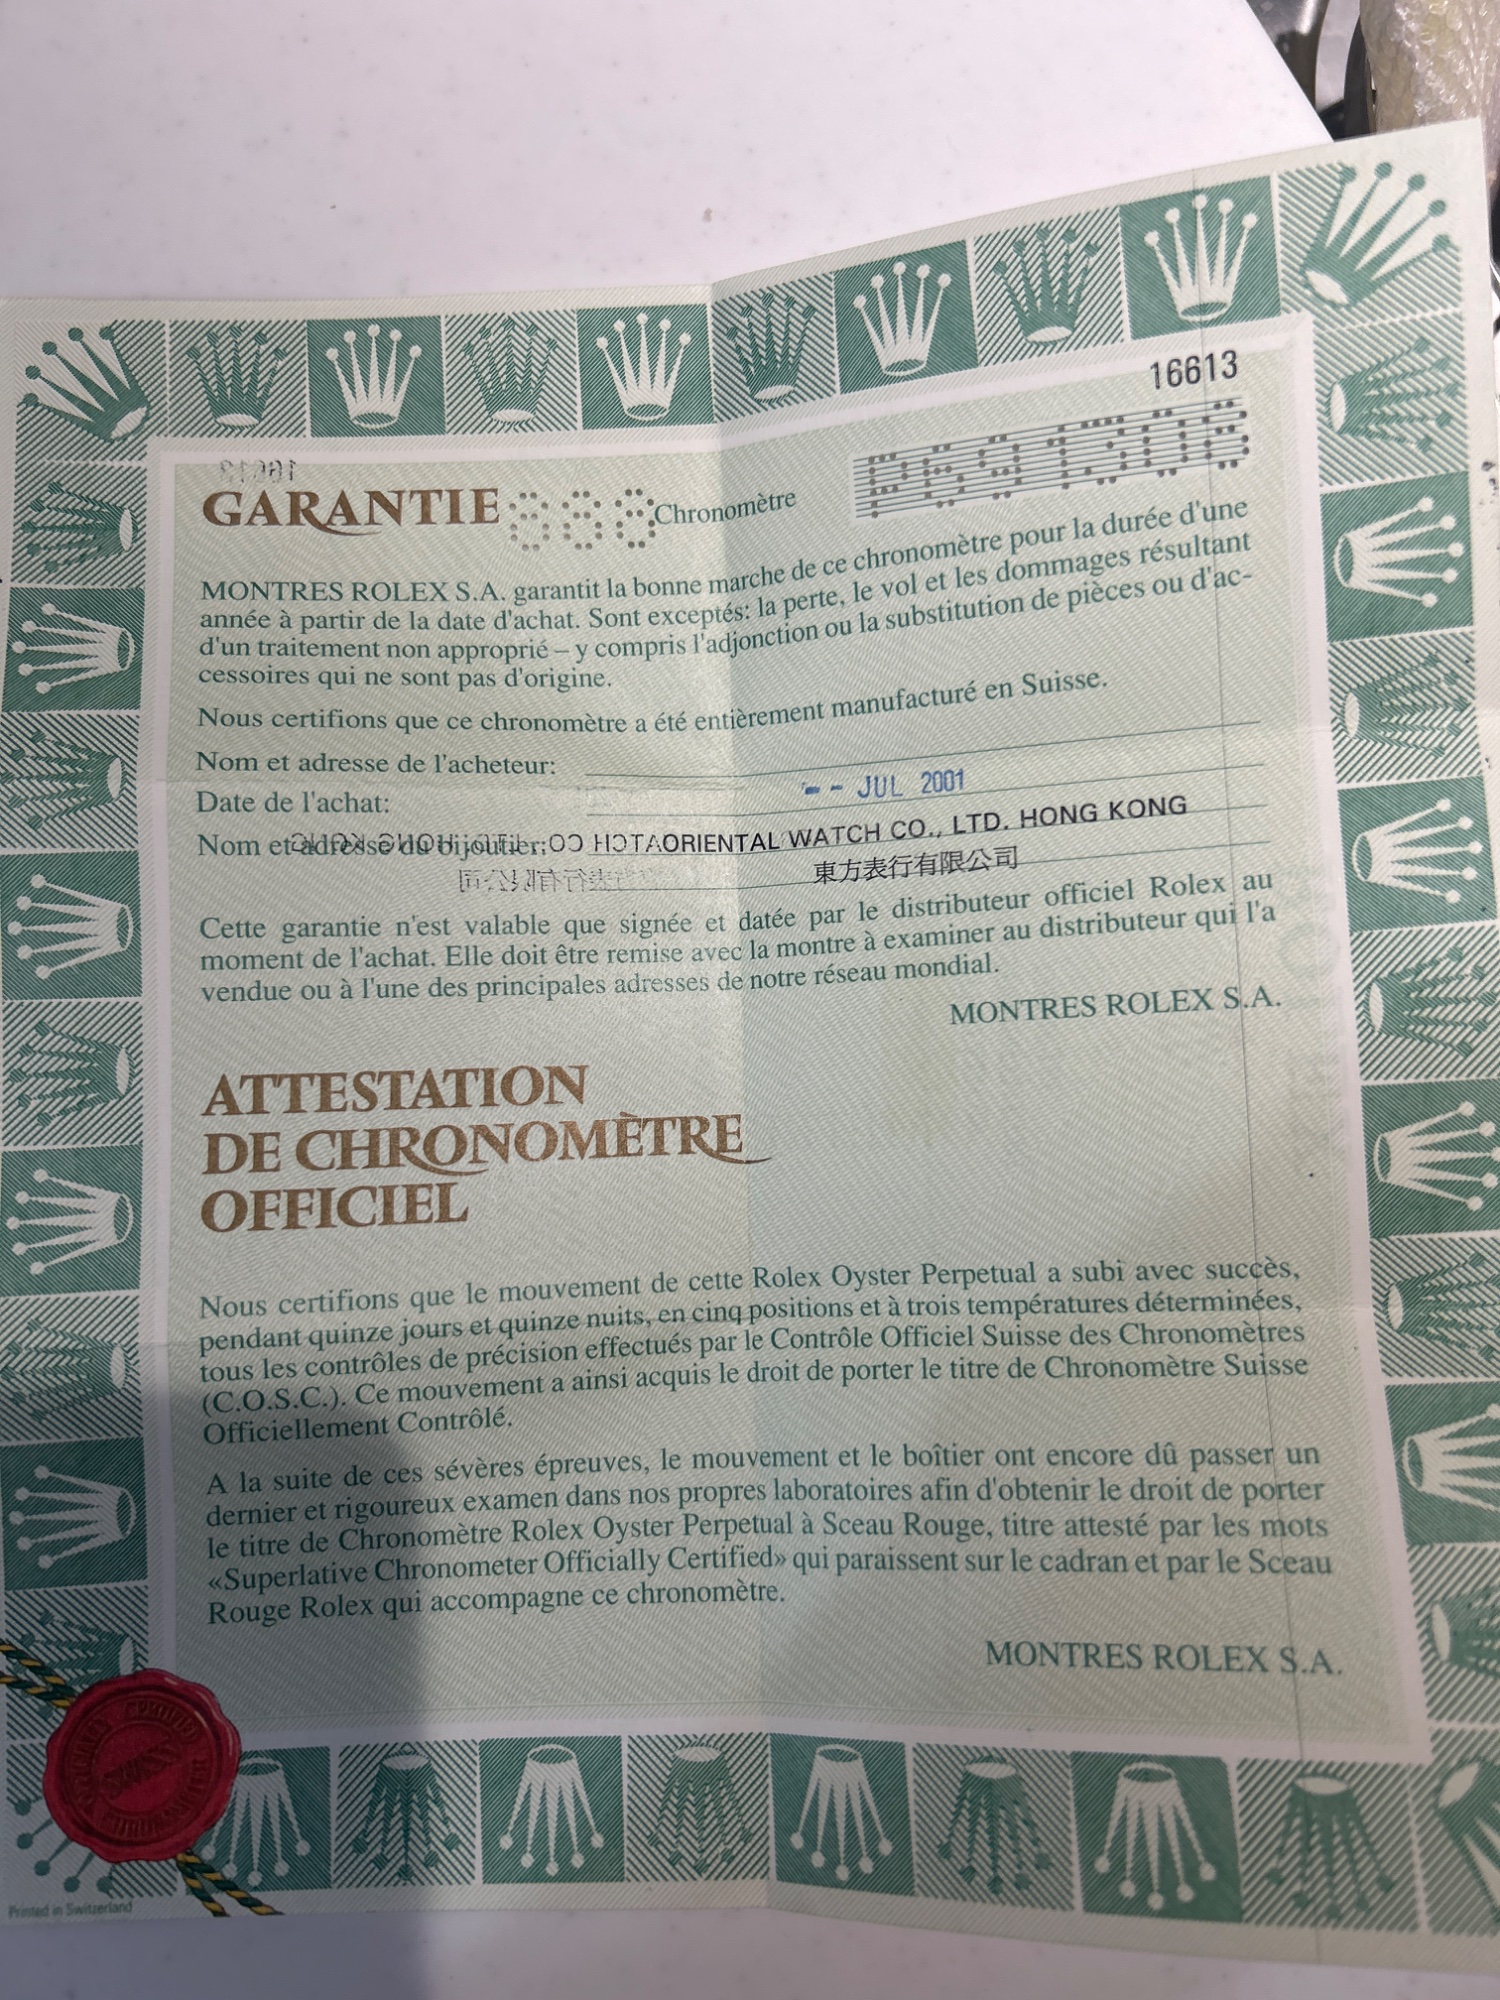 16613
P691308
GARANTIE 888 Chronomètre
MONTRES ROLEX S.A. garantit la bonne marche de ce chronomètre pour la durée d'une
année à partir de la date d'achat. Sont exceptés: la perte, le vol et les dommages résultant
d'un traitement non approprié – y compris l'adjonction ou la substitution de pièces ou d'ac-
cessoires qui ne sont pas d'origine.
Nous certifions que ce chronomètre a été entièrement manufacturé en Suisse.
Nom et adresse de l'acheteur:
Date de l'achat: -- JUL 2001
Nom et adresse du bijoutier: ORIENTAL WATCH CO., LTD. HONG KONG
東方表行有限公司
Cette garantie n'est valable que signée et datée par le distributeur officiel Rolex au
moment de l'achat. Elle doit être remise avec la montre à examiner au distributeur qui l'a
vendue ou à l'une des principales adresses de notre réseau mondial.
MONTRES ROLEX S.A.
ATTESTATION
DE CHRONOMÈTRE
OFFICIEL
Nous certifions que le mouvement de cette Rolex Oyster Perpetual a subi avec succès,
pendant quinze jours et quinze nuits, en cinq positions et à trois températures déterminées,
tous les contrôles de précision effectués par le Contrôle Officiel Suisse des Chronomètres
(C.O.S.C.). Ce mouvement a ainsi acquis le droit de porter le titre de Chronomètre Suisse
Officiellement Contrôlé.
A la suite de ces sévères épreuves, le mouvement et le boîtier ont encore dû passer un
dernier et rigoureux examen dans nos propres laboratoires afin d'obtenir le droit de porter
le titre de Chronomètre Rolex Oyster Perpetual à Sceau Rouge, titre attesté par les mots
«Superlative Chronometer Officially Certified» qui paraissent sur le cadran et par le Sceau
Rouge Rolex qui accompagne ce chronomètre.
MONTRES ROLEX S.A.
Printed in Switzerland